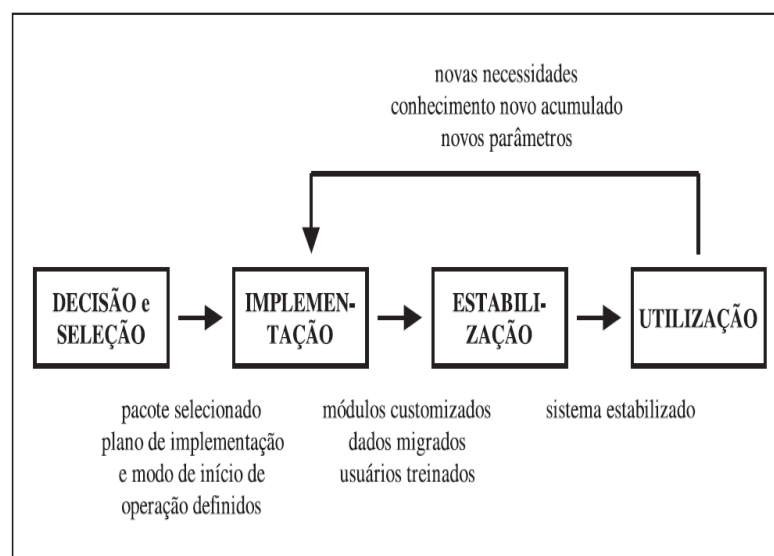 novas necessidades
conhecimento novo acumulado
novos parâmetros
DECISÃO e
SELEÇÃO
IMPLEMEN-
TAÇÃO
ESTABILI-
ZAÇÃO
UTILIZAÇÃO
pacote selecionado
plano de implementação
e modo de início de
operação definidos
módulos customizados
dados migrados
usuários treinados
sistema estabilizado